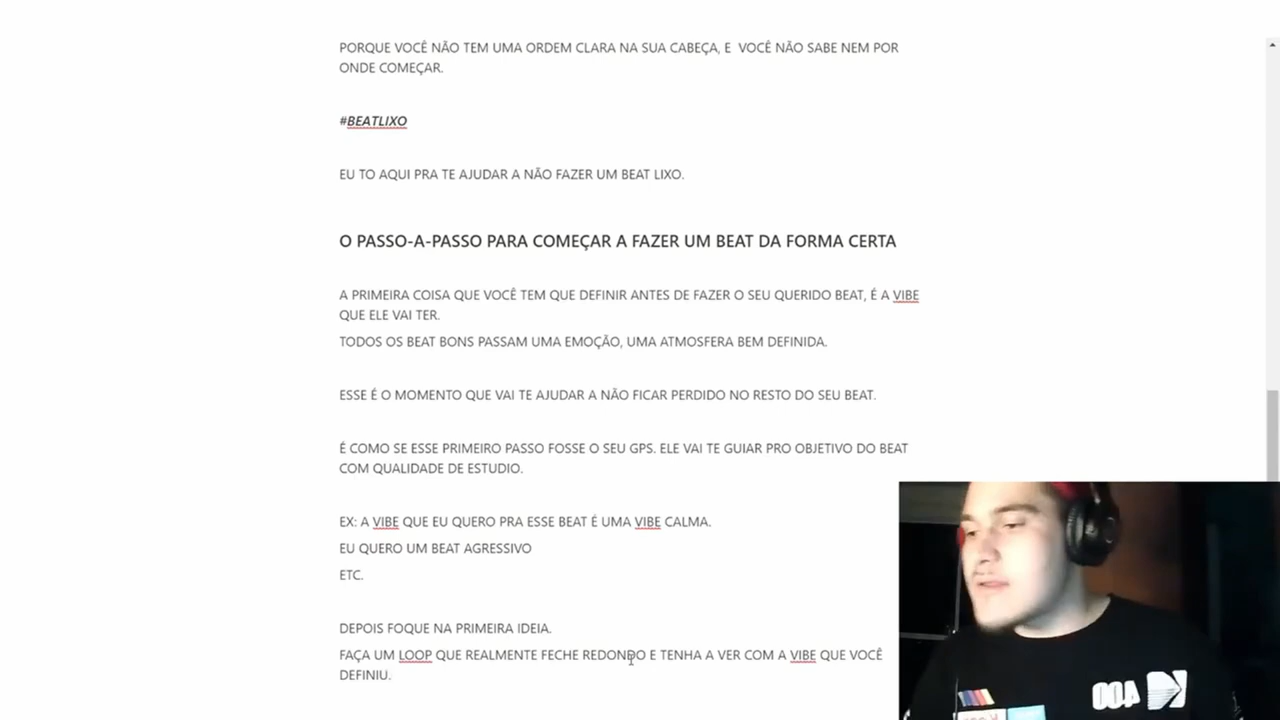 PORQUE VOCÊ NÃO TEM UMA ORDEM CLARA NA SUA CABEÇA, E VOCÊ NÃO SABE NEM POR
ONDE COMEÇAR.
#BEATLIXO
EU TO AQUI PRA TE AJUDAR A NÃO FAZER UM BEAT LIXO.
O PASSO-A-PASSO PARA COMEÇAR A FAZER UM BEAT DA FORMA CERTA
A PRIMEIRA COISA QUE VOCÊ TEM QUE DEFINIR ANTES DE FAZER O SEU QUERIDO BEAT, É A VIBE
QUE ELE VAI TER.
TODOS OS BEAT BONS PASSAM UMA EMOÇÃO, UMA ATMOSFERA BEM DEFINIDA.
ESSE É O MOMENTO QUE VAI TE AJUDAR A NÃO FICAR PERDIDO NO RESTO DO SEU BEAT.
É COMO SE ESSE PRIMEIRO PASSO FOSSE O SEU GPS. ELE VAI TE GUIAR PRO OBJETIVO DO BEAT
COM QUALIDADE DE ESTUDIO.
EX: A VIBE QUE EU QUERO PRA ESSE BEAT É UMA VIBE CALMA.
EU QUERO UM BEAT AGRESSIVO
ETC.
DEPOIS FOQUE NA PRIMEIRA IDEIA.
FAÇA UM LOOP QUE REALMENTE FECHE REDONDO E TENHA A VER COM A VIBE QUE VOCÊ
DEFINIU.